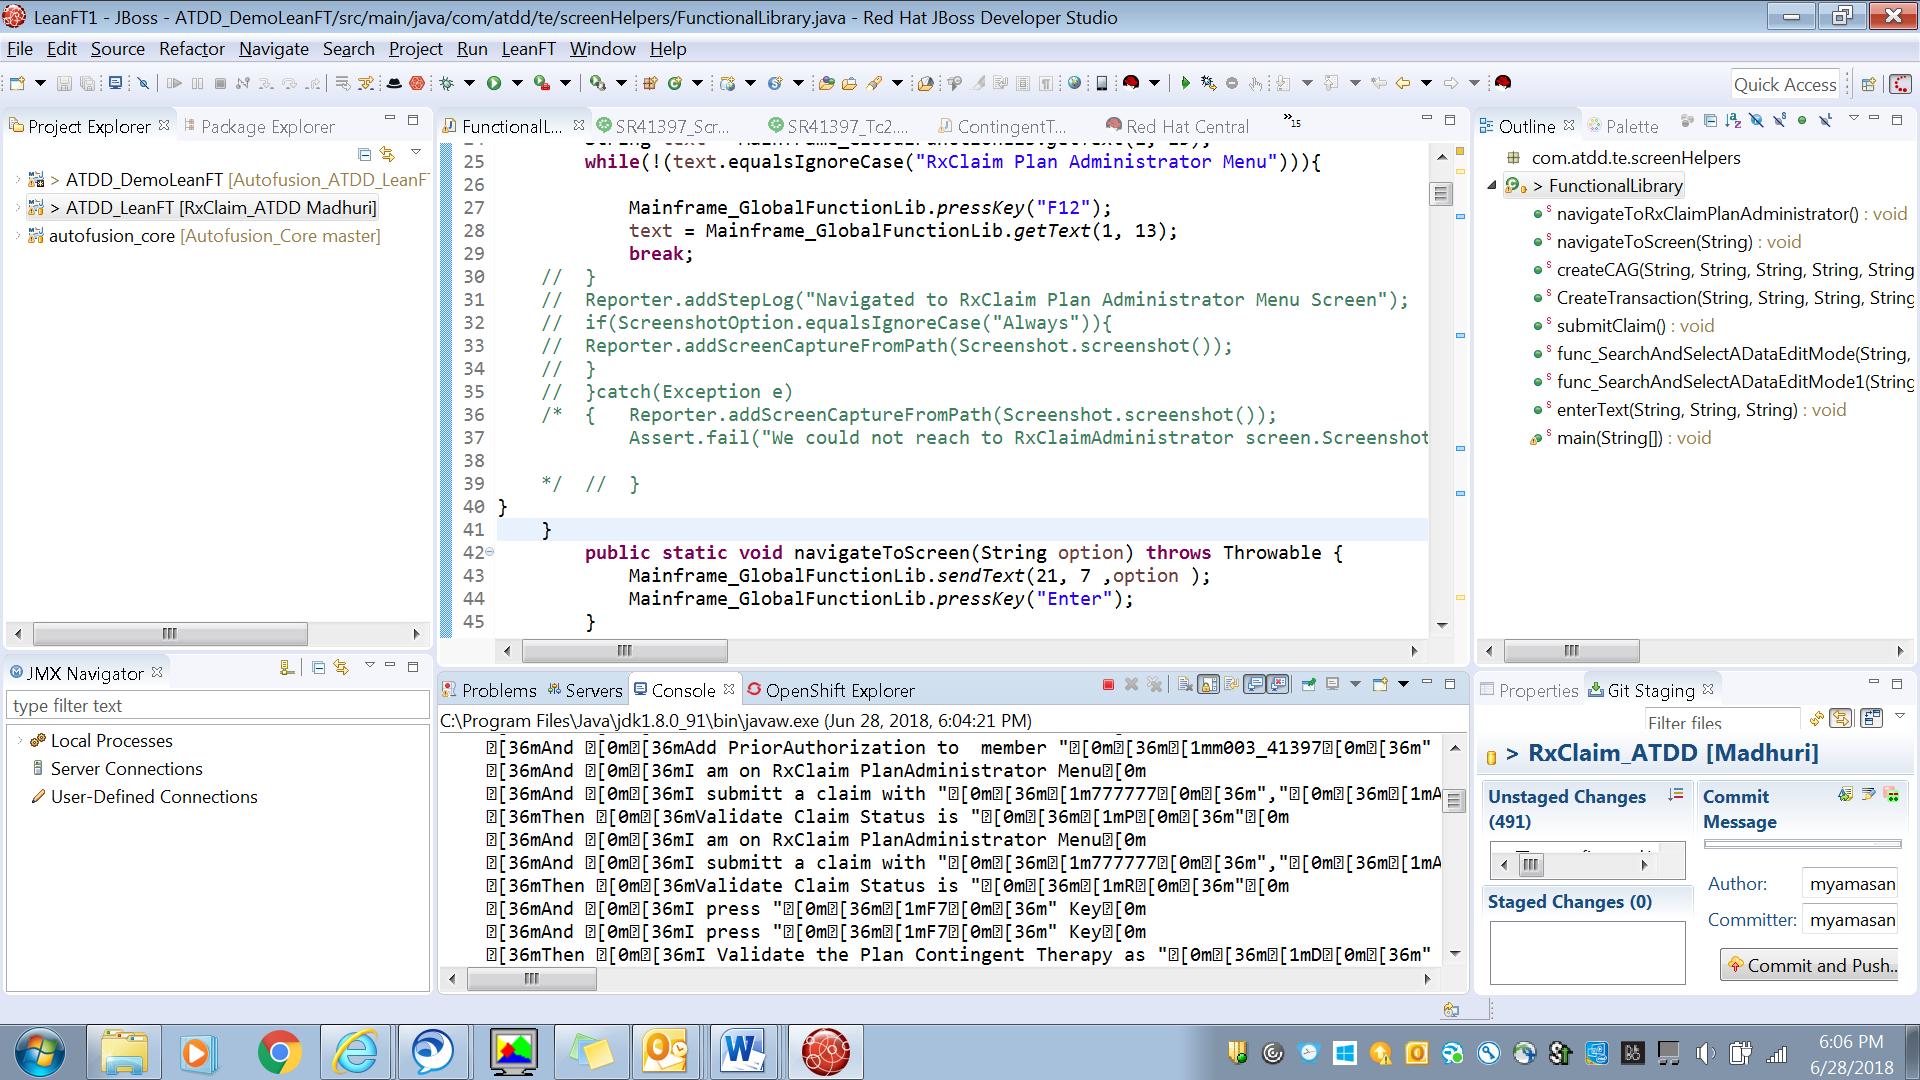 LeanFT1 - JBoss - ATDD_DemoLeanFT/src/main/java/com/atdd/te/screenHelpers/FunctionalLibrary.java - Red Hat JBoss Developer Studio
File Edit Source Refactor Navigate Search Project Run LeanFT Window Help
Quick Access
Project Explorer
Package Explorer
> ATDD_DemoLeanFT [Autofusion_ATDD_LeanFT
> ATDD_LeanFT [RxClaim_ATDD Madhuri]
autofusion_core [Autofusion_Core master]
JMX Navigator
type filter text
Local Processes
Server Connections
User-Defined Connections
FunctionalL...
SR41397_Scr...
SR41397_Tc2...
ContingentT...
Red Hat Central
15
25 while(!(text.equalsIgnoreCase("RxClaim Plan Administrator Menu"))){
26
27 Mainframe_GlobalFunctionLib.pressKey("F12");
28 text = Mainframe_GlobalFunctionLib.getText(1, 13);
29 break;
30 // }
31 // Reporter.addStepLog("Navigated to RxClaim Plan Administrator Menu Screen");
32 // if(ScreenshotOption.equalsIgnoreCase("Always")){
33 // Reporter.addScreenCaptureFromPath(Screenshot.screenshot());
34 // }
35 // }catch(Exception e)
36 /* { Reporter.addScreenCaptureFromPath(Screenshot.screenshot());
37 Assert.fail("We could not reach to RxClaimAdministrator screen.Screenshot
38
39 */ // }
40 }
41 }
42 public static void navigateToScreen(String option) throws Throwable {
43 Mainframe_GlobalFunctionLib.sendText(21, 7 ,option );
44 Mainframe_GlobalFunctionLib.pressKey("Enter");
45 }
Problems
Servers
Console
OpenShift Explorer
C:\Program Files\Java\jdk1.8.0_91\bin\javaw.exe (Jun 28, 2018, 6:04:21 PM)
[36mAnd [0m[36mAdd PriorAuthorization to  member "[0m[36m[1mm003_41397[0m[36m"
[36mAnd [0m[36mI am on RxClaim PlanAdministrator Menu[0m
[36mAnd [0m[36mI submitt a claim with "[0m[36m[1m777777[0m[36m","[0m[36m[1mA
[36mThen [0m[36mValidate Claim Status is "[0m[36m[1mP[0m[36m"[0m
[36mAnd [0m[36mI am on RxClaim PlanAdministrator Menu[0m
[36mAnd [0m[36mI submitt a claim with "[0m[36m[1m777777[0m[36m","[0m[36m[1mA
[36mThen [0m[36mValidate Claim Status is "[0m[36m[1mR[0m[36m"[0m
[36mAnd [0m[36mI press "[0m[36m[1mF7[0m[36m" Key[0m
[36mAnd [0m[36mI press "[0m[36m[1mF7[0m[36m" Key[0m
[36mThen [0m[36mI Validate the Plan Contingent Therapy as "[0m[36m[1mD[0m[36m"
Outline
Palette
com.atdd.te.screenHelpers
> FunctionalLibrary
navigateToRxClaimPlanAdministrator() : void
navigateToScreen(String) : void
createCAG(String, String, String, String, String
CreateTransaction(String, String, String, String
submitClaim() : void
func_SearchAndSelectADataEditMode(String,
func_SearchAndSelectADataEditMode1(String
enterText(String, String, String) : void
main(String[]) : void
Properties
Git Staging
Filter files
> RxClaim_ATDD [Madhuri]
Unstaged Changes (491)
Staged Changes (0)
Commit Message
Author: myamasan
Committer: myamasan
Commit and Push...
6:06 PM
6/28/2018